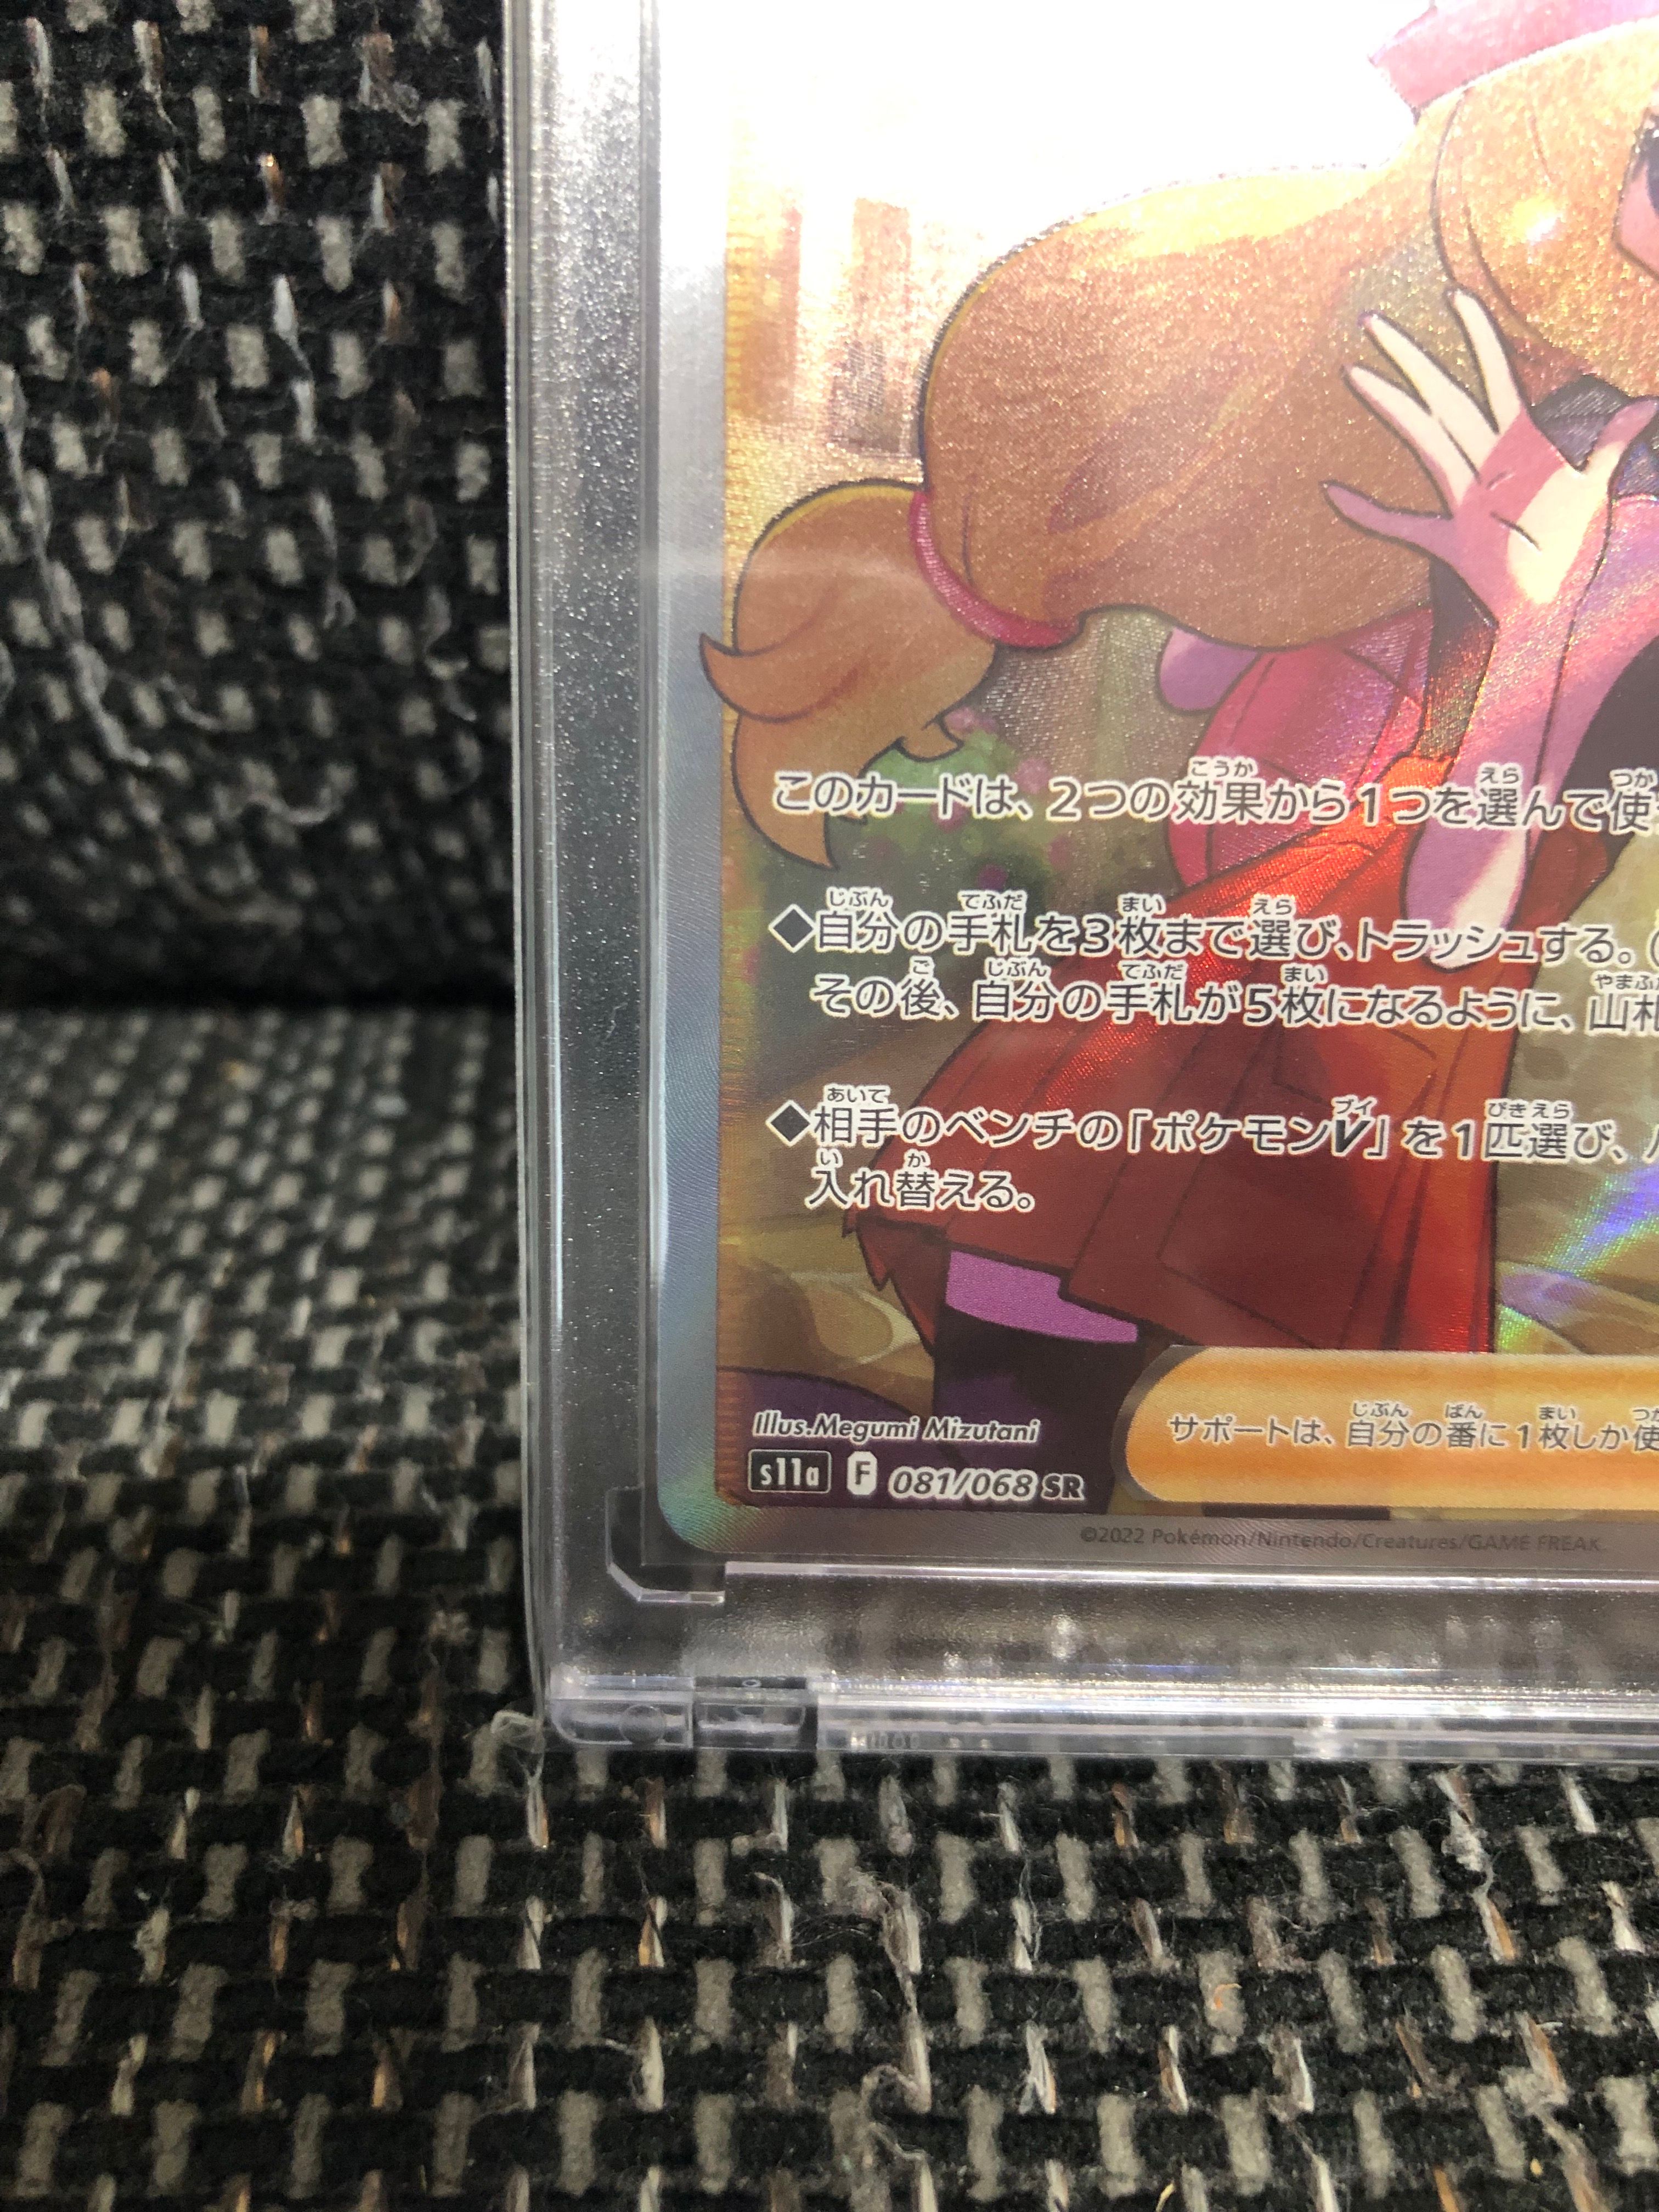 このカードは、2つの効果から1つを選んで使
◆自分の手札を3枚まで選び、トラッシュする。(
その後、自分の手札が5枚になるように、山札
◆相手のベンチの「ポケモンV」を1匹選び、バ
入れ替える。
Illus.Megumi Mizutani
サポートは、自分の番に1枚しか使
s11a F 081/068 SR
©2022 Pokémon/Nintendo/Creatures/GAME FREAK.